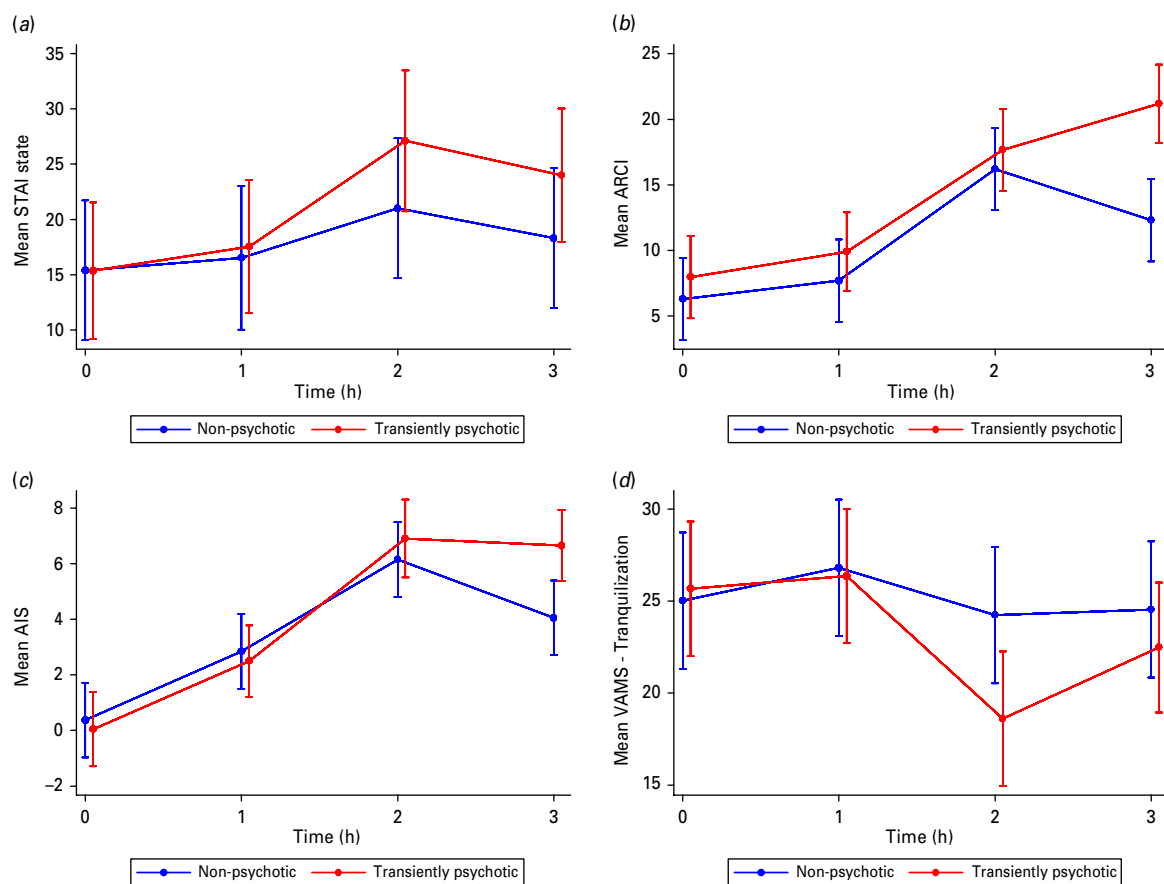 (a)
Mean STAI state
35
30
25
20
15
10
0 1 2 3
Time (h)
Non-psychotic Transiently psychotic
(b)
Mean ARCI
25
20
15
10
5
0 1 2 3
Time (h)
Non-psychotic Transiently psychotic
(c)
Mean AIS
8
6
4
2
0
–2
0 1 2 3
Time (h)
Non-psychotic Transiently psychotic
(d)
Mean VAMS - Tranquilization
30
25
20
15
0 1 2 3
Time (h)
Non-psychotic Transiently psychotic